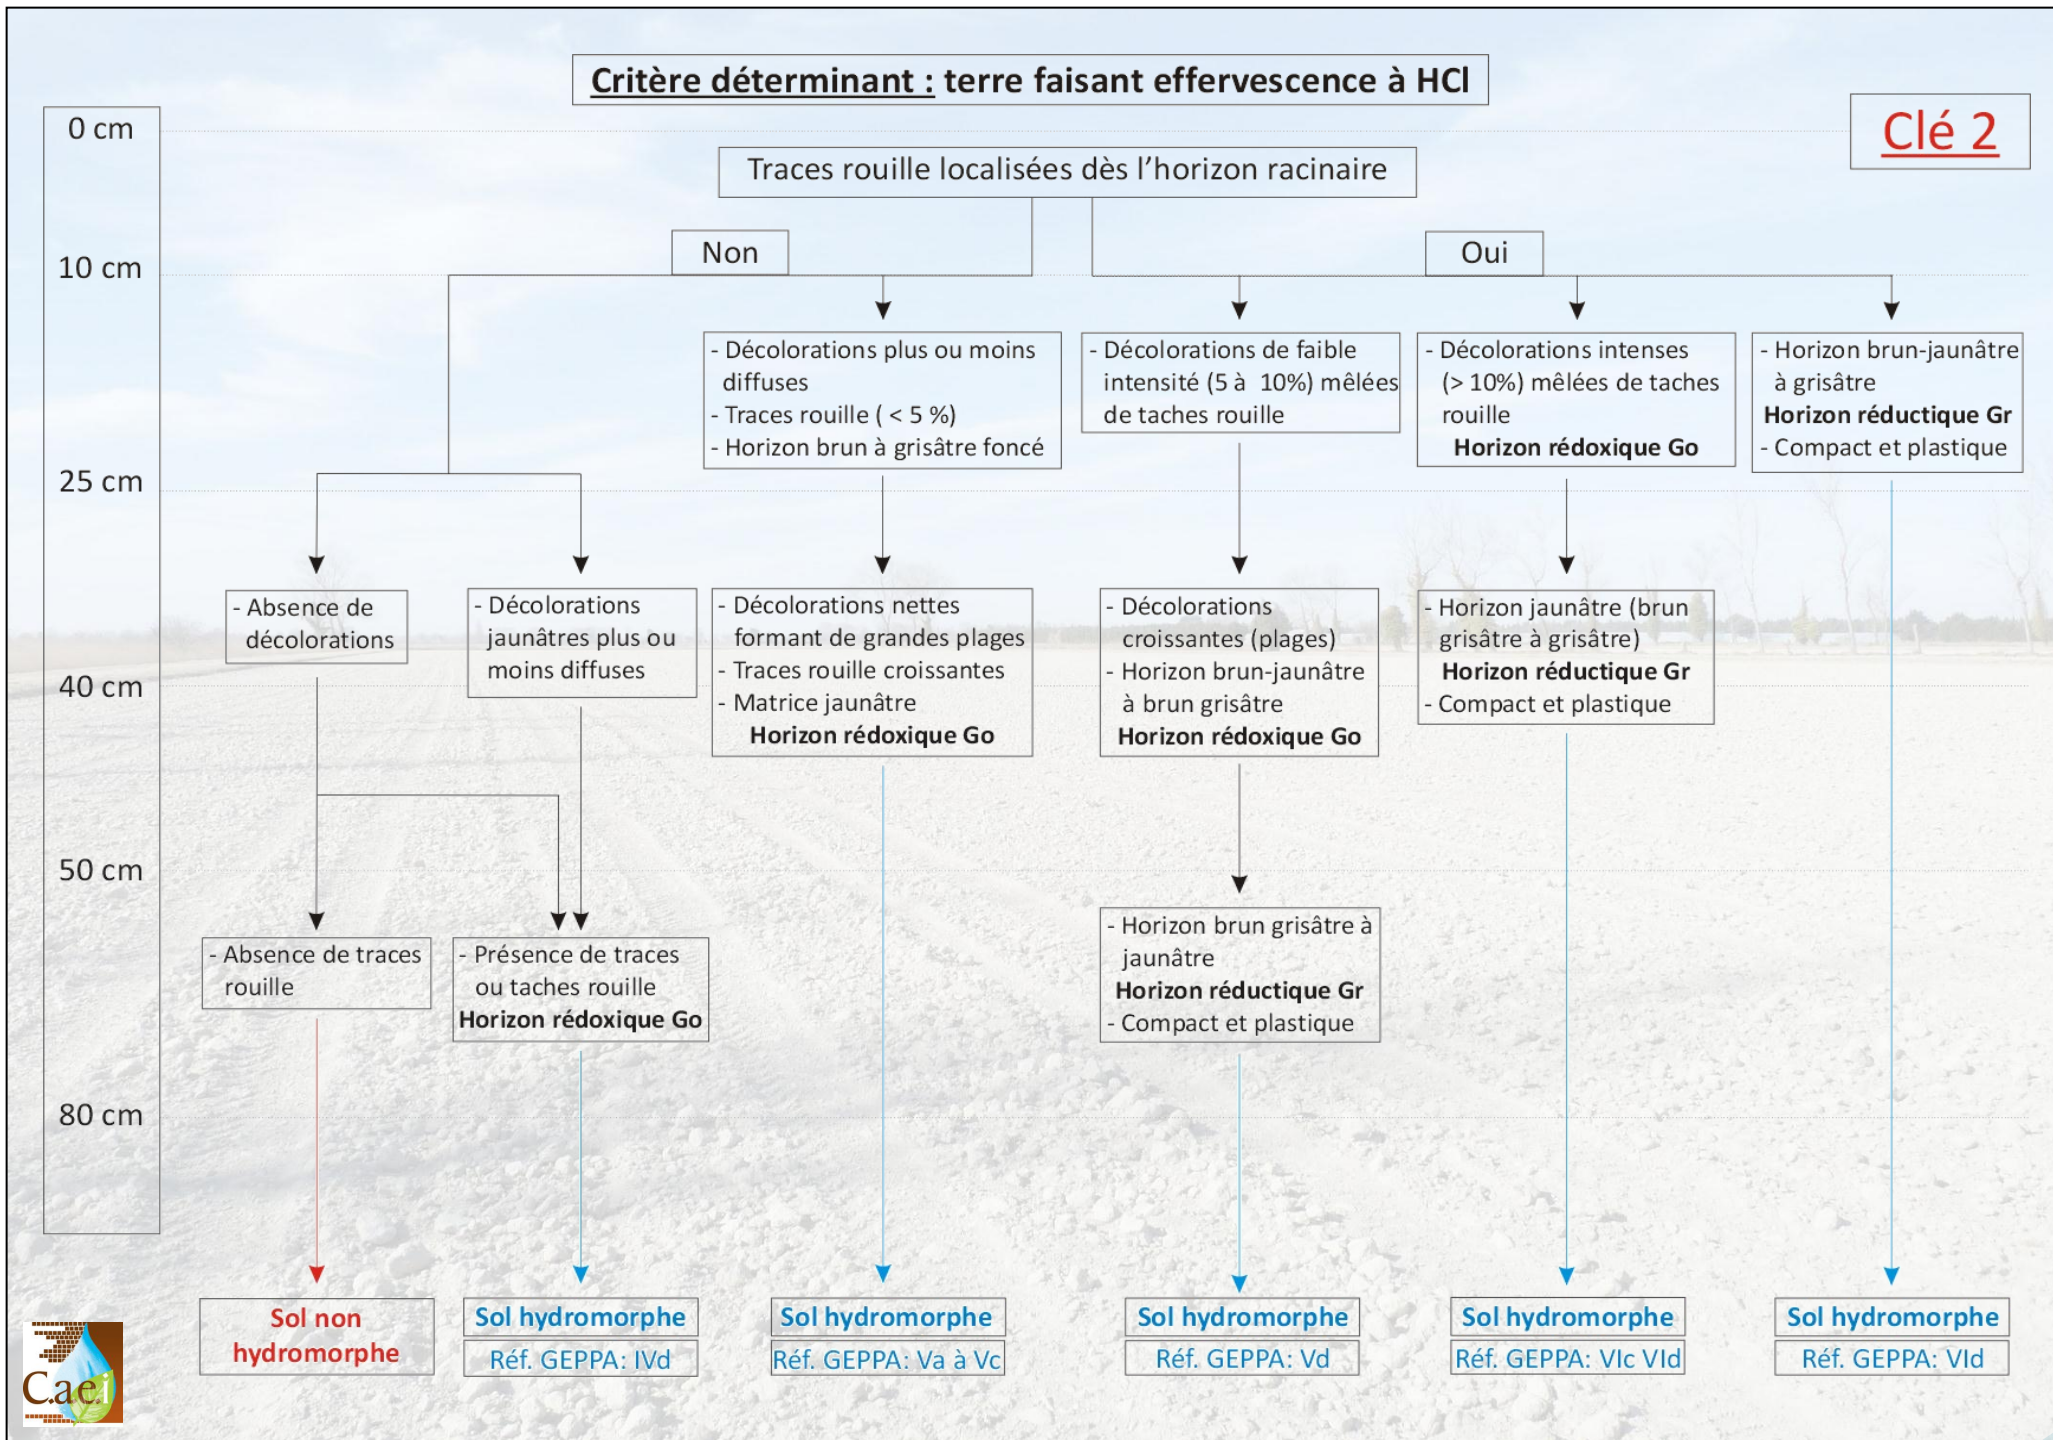 Critère déterminant : terre faisant effervescence à HCl
Clé 2
0 cm
10 cm
25 cm
40 cm
50 cm
80 cm
Traces rouille localisées dès l'horizon racinaire
Non
Oui
- Décolorations plus ou moins
diffuses
- Traces rouille ( < 5 %)
- Horizon brun à grisâtre foncé
- Décolorations de faible
intensité (5 à 10%) mêlées
de taches rouille
- Décolorations intenses
(> 10%) mêlées de taches
rouille
Horizon rédoxique Go
- Horizon brun-jaunâtre
à grisâtre
Horizon réductique Gr
- Compact et plastique
- Absence de
décolorations
- Décolorations
jaunâtres plus ou
moins diffuses
- Décolorations nettes
formant de grandes plages
- Traces rouille croissantes
- Matrice jaunâtre
Horizon rédoxique Go
- Décolorations
croissantes (plages)
- Horizon brun-jaunâtre
à brun grisâtre
Horizon rédoxique Go
- Horizon jaunâtre (brun
grisâtre à grisâtre)
Horizon réductique Gr
- Compact et plastique
- Absence de traces
rouille
- Présence de traces
ou taches rouille
Horizon rédoxique Go
- Horizon brun grisâtre à
jaunâtre
Horizon réductique Gr
- Compact et plastique
Sol non
hydromorphe
Sol hydromorphe
Réf. GEPPA: IVd
Sol hydromorphe
Réf. GEPPA: Va à Vc
Sol hydromorphe
Réf. GEPPA: Vd
Sol hydromorphe
Réf. GEPPA: VIc VId
Sol hydromorphe
Réf. GEPPA: VId
C.a.e.i